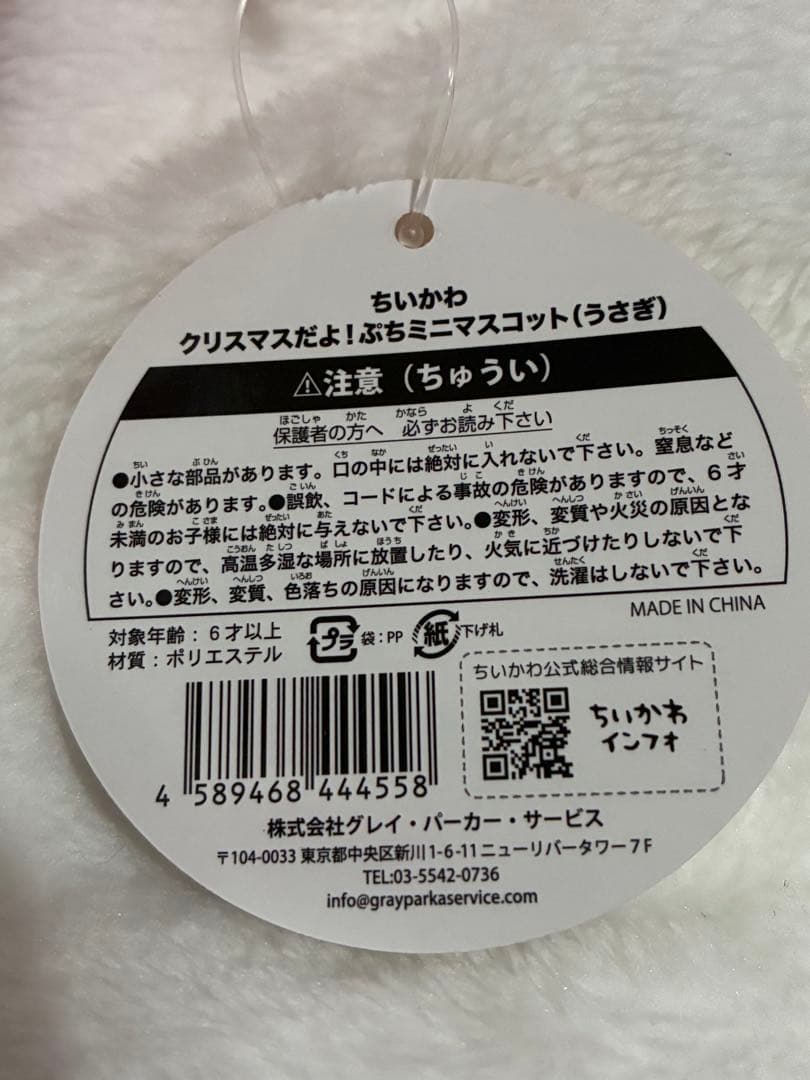 ちいかわ
クリスマスだよ！ぷちミニマスコット（うさぎ）
⚠注意（ちゅうい）
保護者の方へ 必ずお読み下さい
●小さな部品があります。口の中には絶対に入れないで下さい。窒息など
の危険があります。●誤飲、コードによる事故の危険がありますので、６才
未満のお子様には絶対に与えないで下さい。●変形、変質や火災の原因とな
りますので、高温多湿な場所に放置したり、火気に近づけたりしないで下
さい。●変形、変質、色落ちの原因になりますので、洗濯はしないで下さい。
MADE IN CHINA
対象年齢：６才以上
材質：ポリエステル
プラ 袋：PP 紙 下げ札
ちいかわ公式総合情報サイト
ちいかわ
インフォ
4 589468 444558
株式会社グレイ・パーカー・サービス
〒104-0033 東京都中央区新川1-6-11ニューリバータワー７F
TEL:03-5542-0736
info@grayparkaservice.com